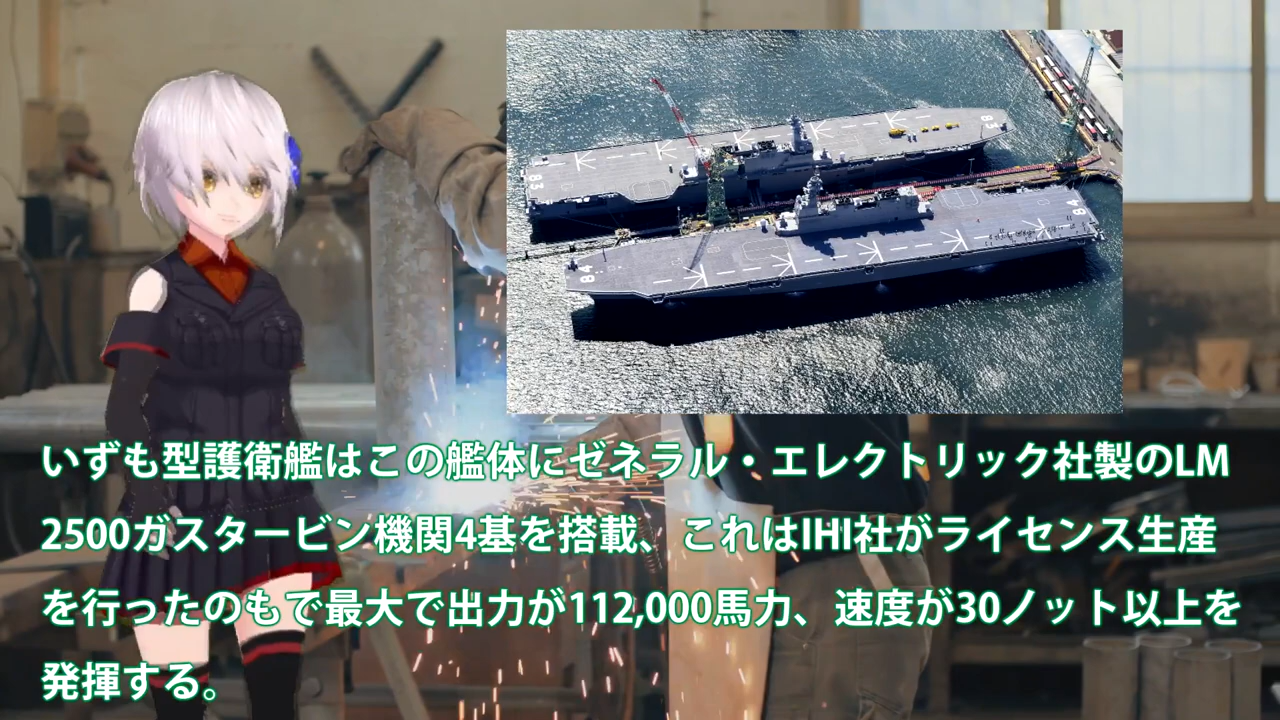 83
83
84
84
いずも型護衛艦はこの艦体にゼネラル・エレクトリック社製のLM
2500ガスタービン機関4基を搭載、これはIHI社がライセンス生産
を行ったのもで最大で出力が112,000馬力、速度が30ノット以上を
発揮する。